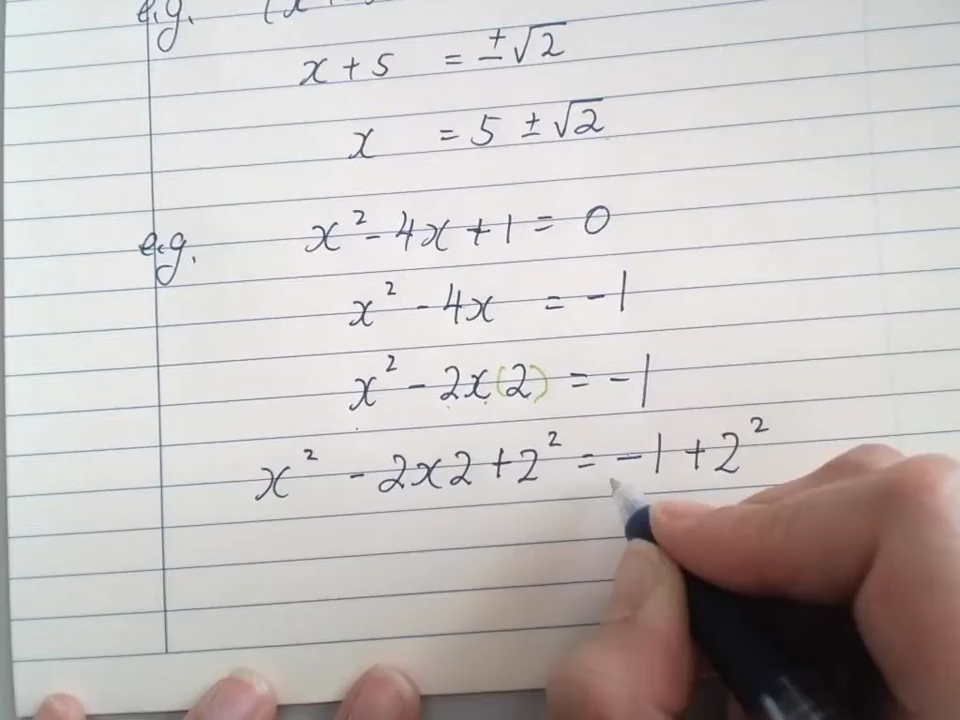 e.g. (x
x + 5 = ±√2
x = 5 ±√2
e.g. x² - 4x + 1 = 0
x² - 4x = -1
x² - 2x(2) = -1
x² - 2x2 + 2² = -1 + 2²